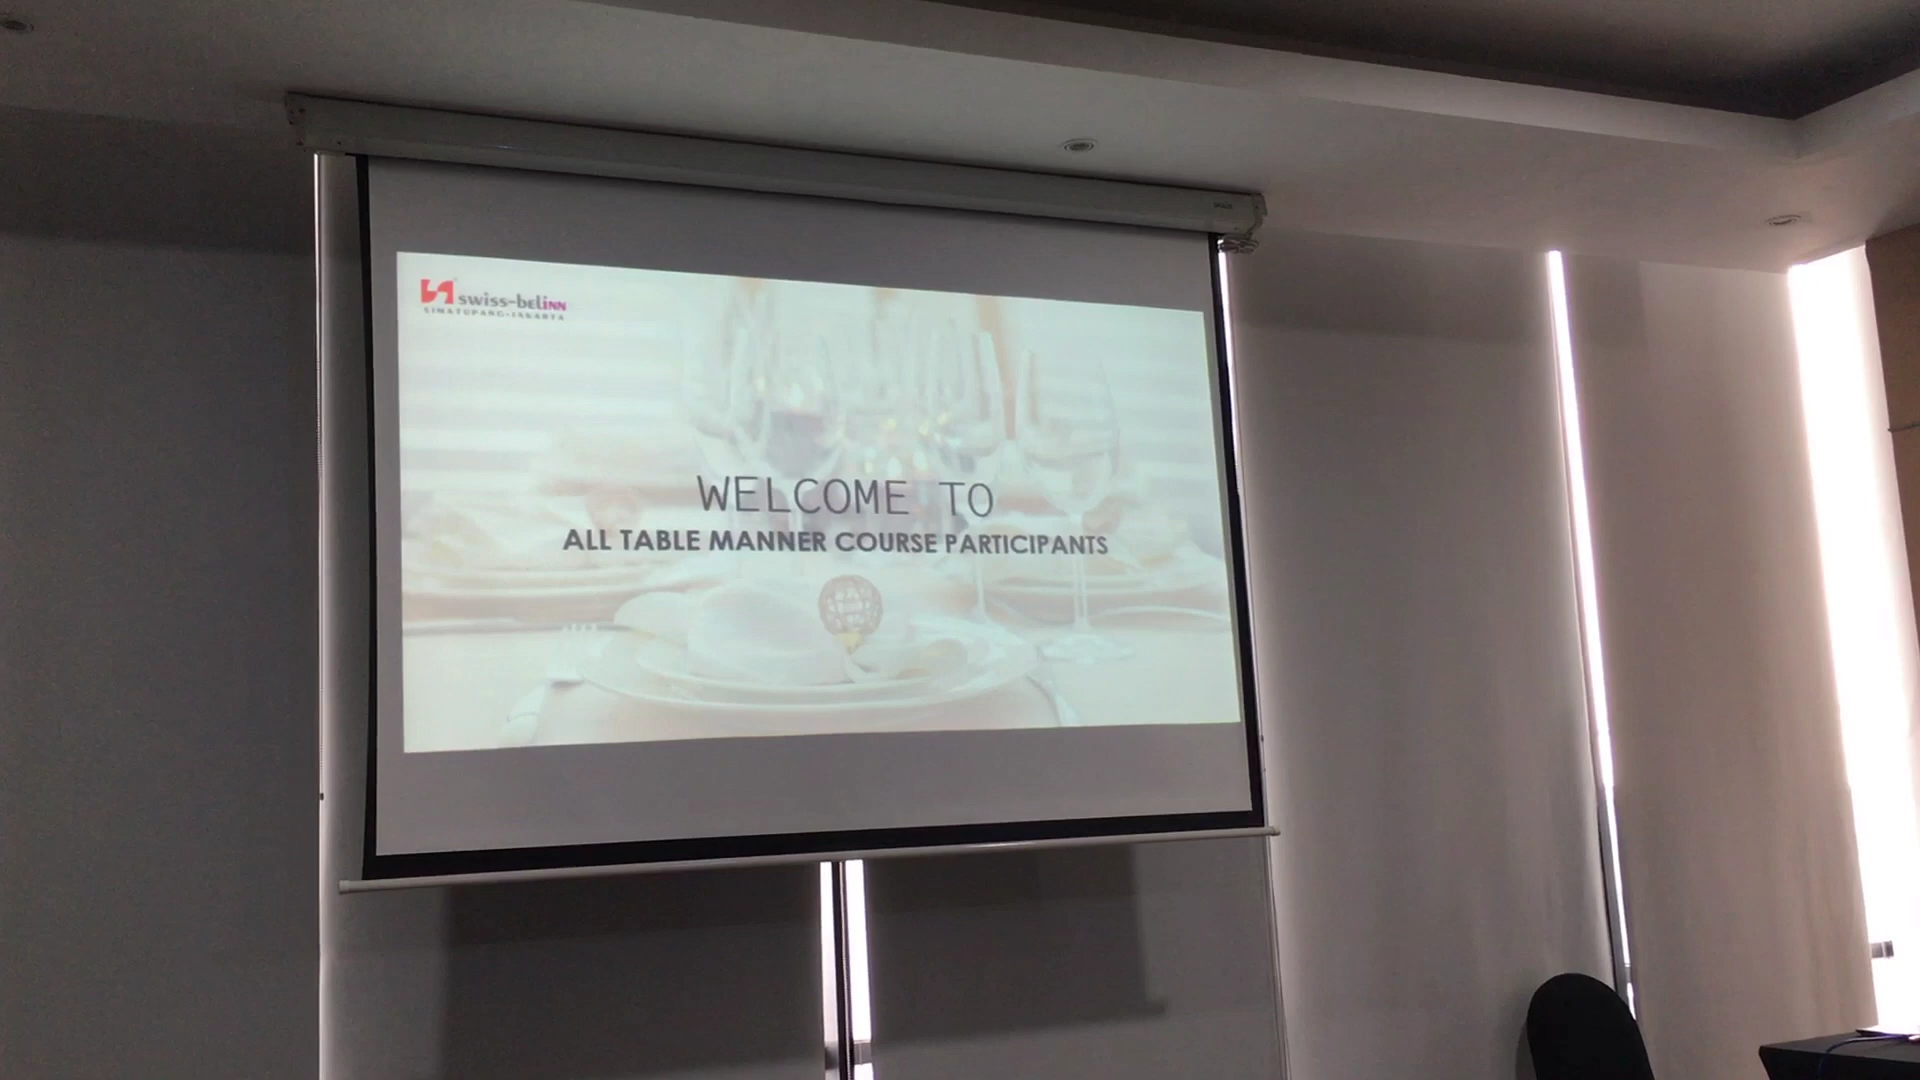 swiss-belinn
SIMATUPANG-JAKARTA
WELCOME TO
ALL TABLE MANNER COURSE PARTICIPANTS